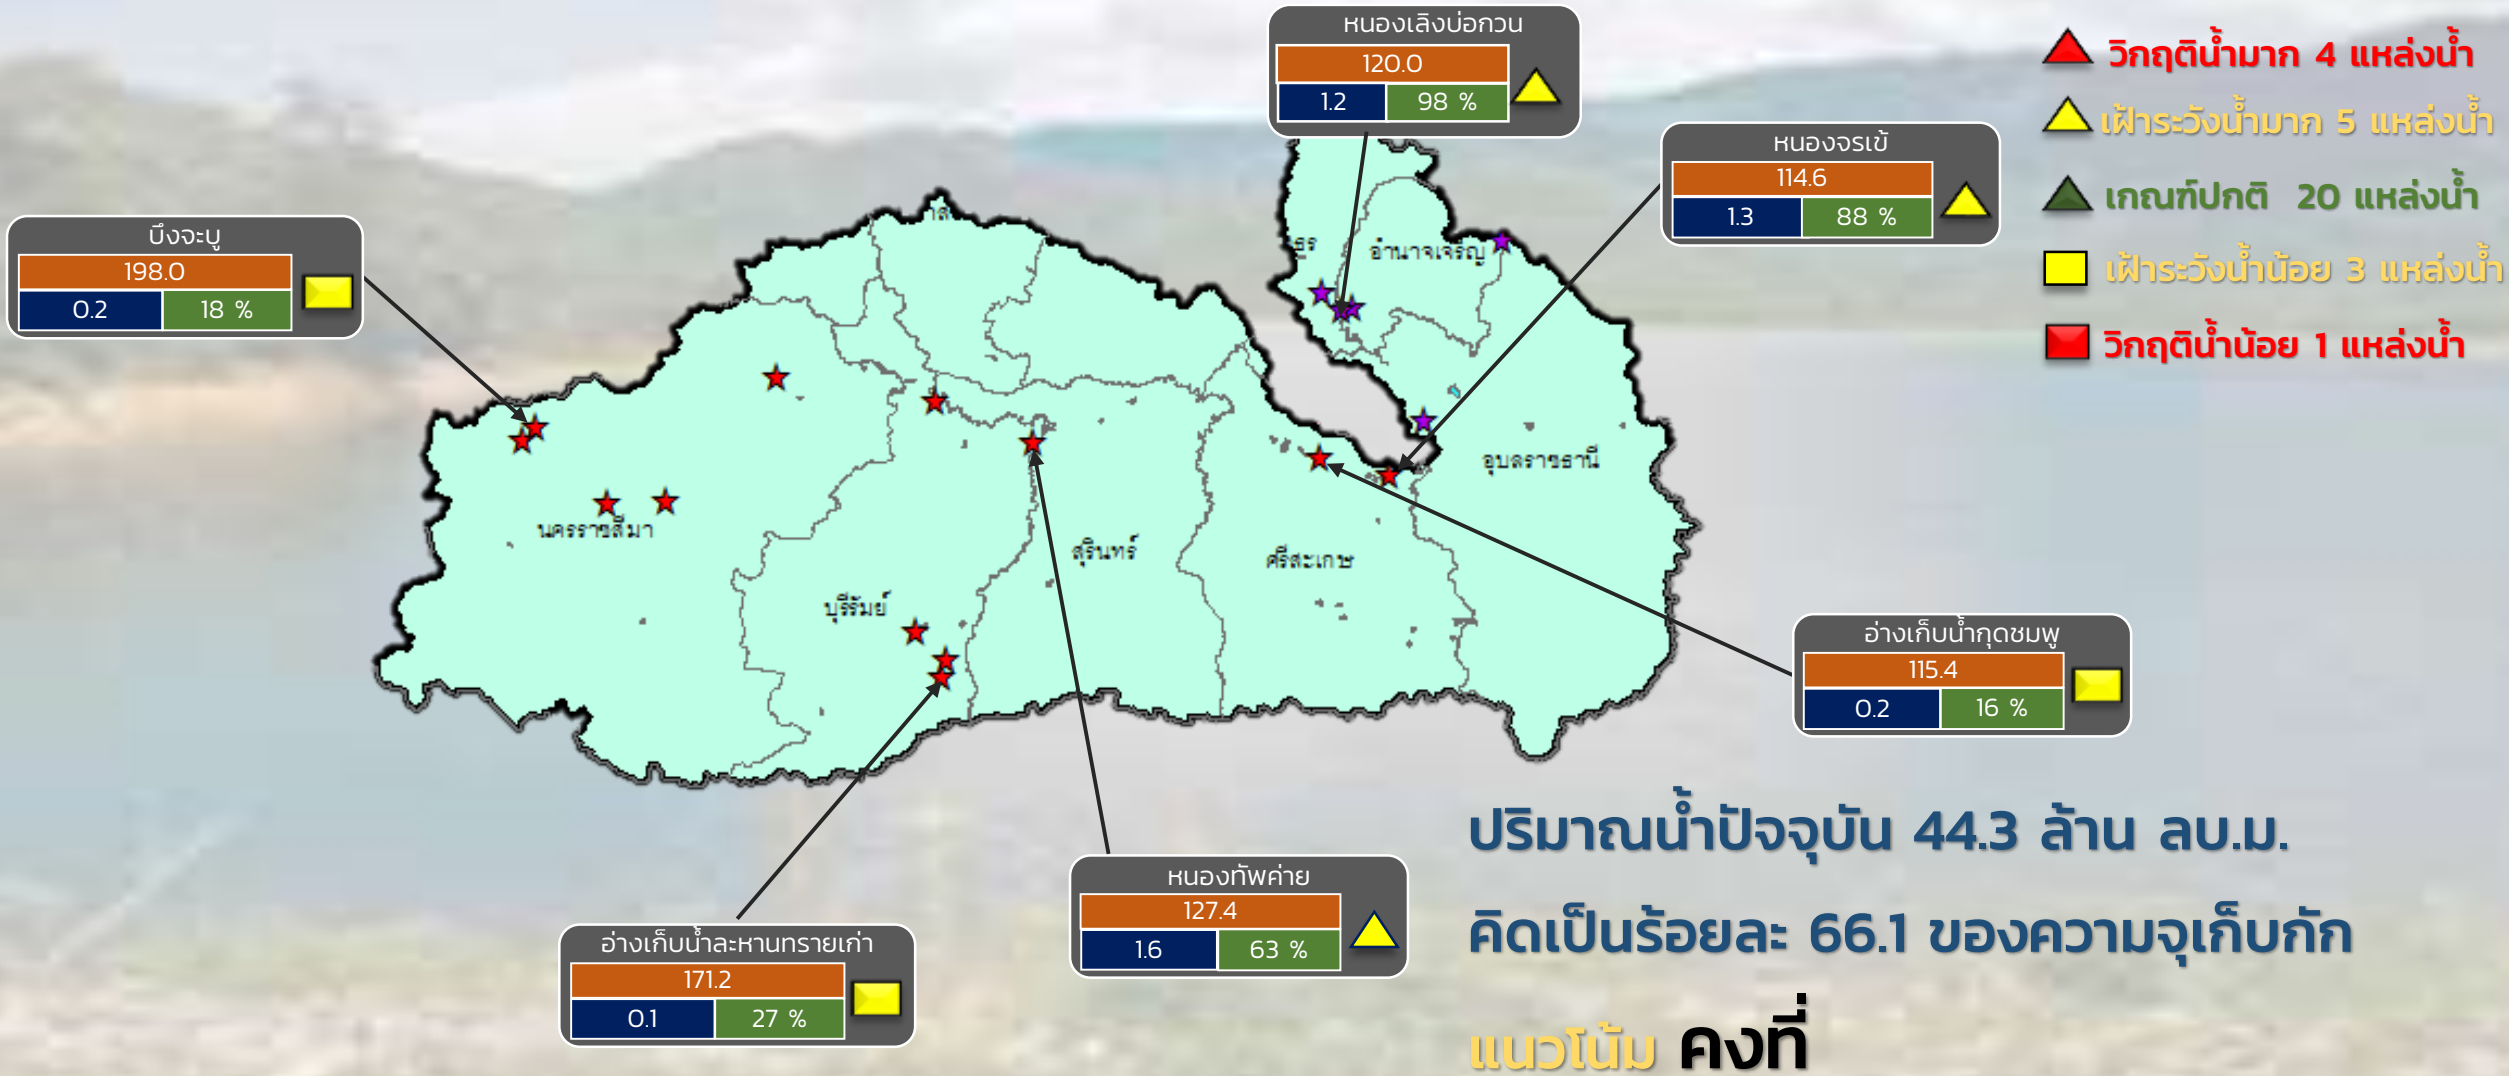 หนองเลิงบ่อกวน
120.0
1.2 98 %
หนองจรเข้
114.6
1.3 88 %
วิกฤติน้ำมาก 4 แหล่งน้ำ
เฝ้าระวังน้ำมาก 5 แหล่งน้ำ
เกณฑ์ปกติ 20 แหล่งน้ำ
เฝ้าระวังน้ำน้อย 3 แหล่งน้ำ
วิกฤติน้ำน้อย 1 แหล่งน้ำ
บึงจะบู
198.0
0.2 18 %
อำนาจเจริญ
อุบลราชธานี
นครราชสีมา
สุรินทร์
ศรีสะเกษ
บุรีรัมย์
อ่างเก็บน้ำกุดชมพู
115.4
0.2 16 %
หนองทัพค่าย
127.4
1.6 63 %
อ่างเก็บน้ำละหานทรายเก่า
171.2
0.1 27 %
ปริมาณน้ำปัจจุบัน 44.3 ล้าน ลบ.ม.
คิดเป็นร้อยละ 66.1 ของความจุเก็บกัก
แนวโน้ม คงที่